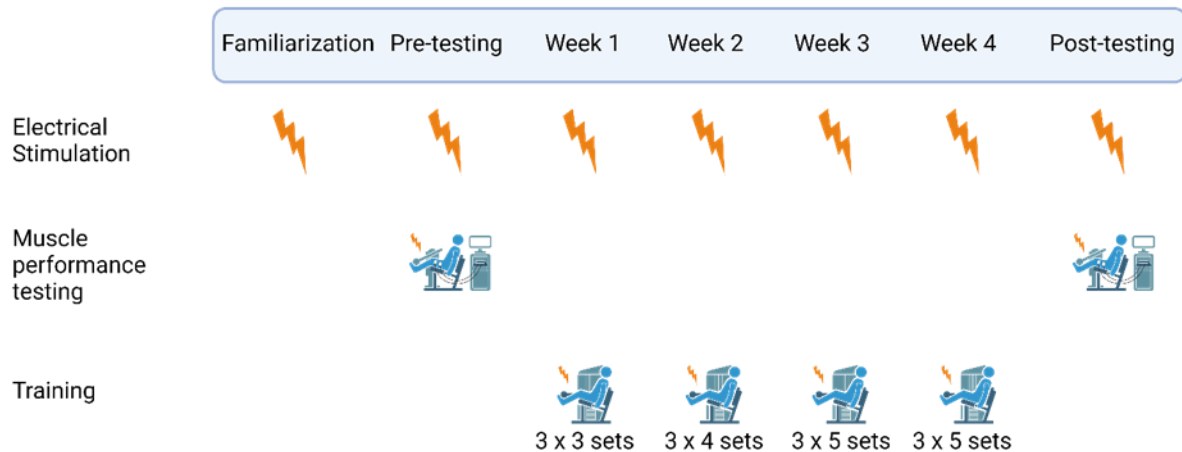 Familiarization Pre-testing Week 1 Week 2 Week 3 Week 4 Post-testing
Electrical
Stimulation
Muscle
performance
testing
Training
3 x 3 sets 3 x 4 sets 3 x 5 sets 3 x 5 sets